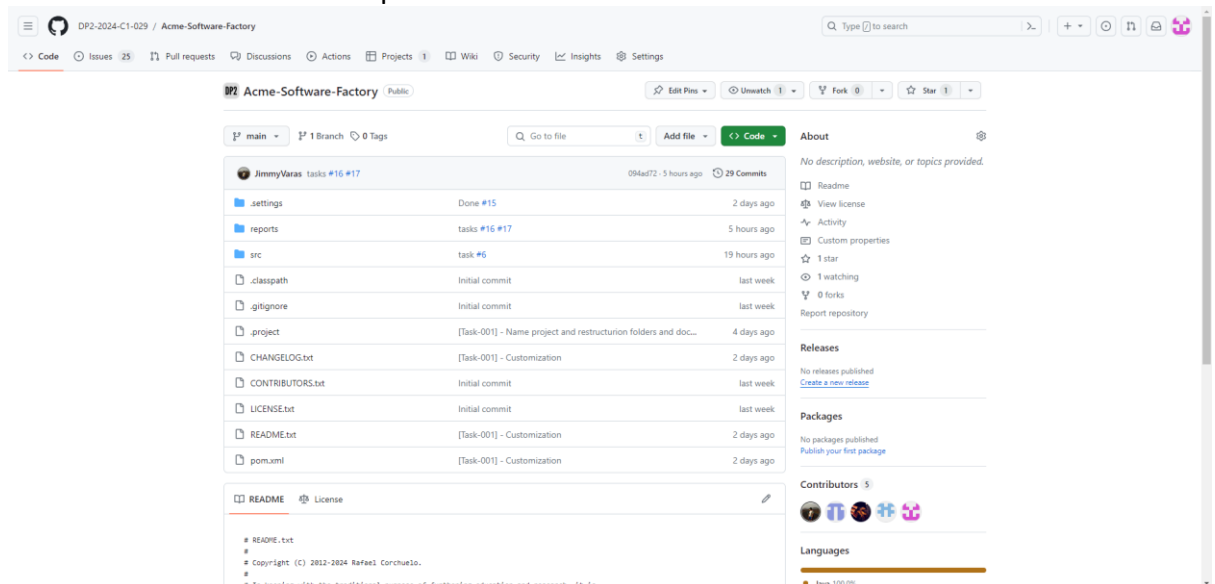 DP2-2024-C1-029 / Acme-Software-Factory
Type / to search
Code Issues 25 Pull requests Discussions Actions Projects 1 Wiki Security Insights Settings
DP2 Acme-Software-Factory Public
Edit Pins Unwatch 1 Fork 0 Star 1
main 1 Branch 0 Tags Go to file t Add file Code
JimmyVaras tasks #16 #17 094ad72 · 5 hours ago 29 Commits
.settings Done #15 2 days ago
reports tasks #16 #17 5 hours ago
src task #6 19 hours ago
.classpath Initial commit last week
.gitignore Initial commit last week
.project [Task-001] - Name project and restructurion folders and doc... 4 days ago
CHANGELOG.txt [Task-001] - Customization 2 days ago
CONTRIBUTORS.txt Initial commit last week
LICENSE.txt Initial commit last week
README.txt [Task-001] - Customization 2 days ago
pom.xml [Task-001] - Customization 2 days ago
README License
# README.txt
#
# Copyright (C) 2012-2024 Rafael Corchuelo.
#
About
No description, website, or topics provided.
Readme
View license
Activity
Custom properties
1 star
1 watching
0 forks
Report repository
Releases
No releases published
Create a new release
Packages
No packages published
Publish your first package
Contributors 5
Languages
Java 100.0%